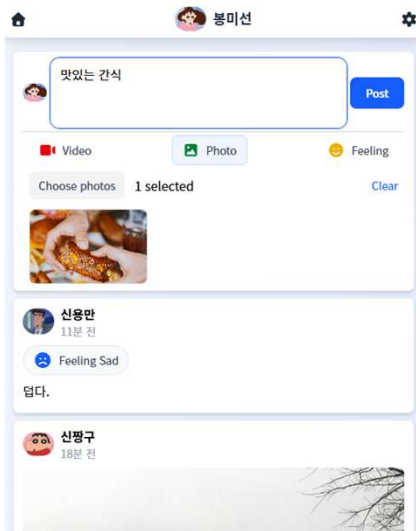 봉미선
맛있는 간식
Post
Video
Photo
Feeling
Choose photos
1 selected
Clear
신용만
11분 전
Feeling Sad
덥다.
신짱구
18분 전